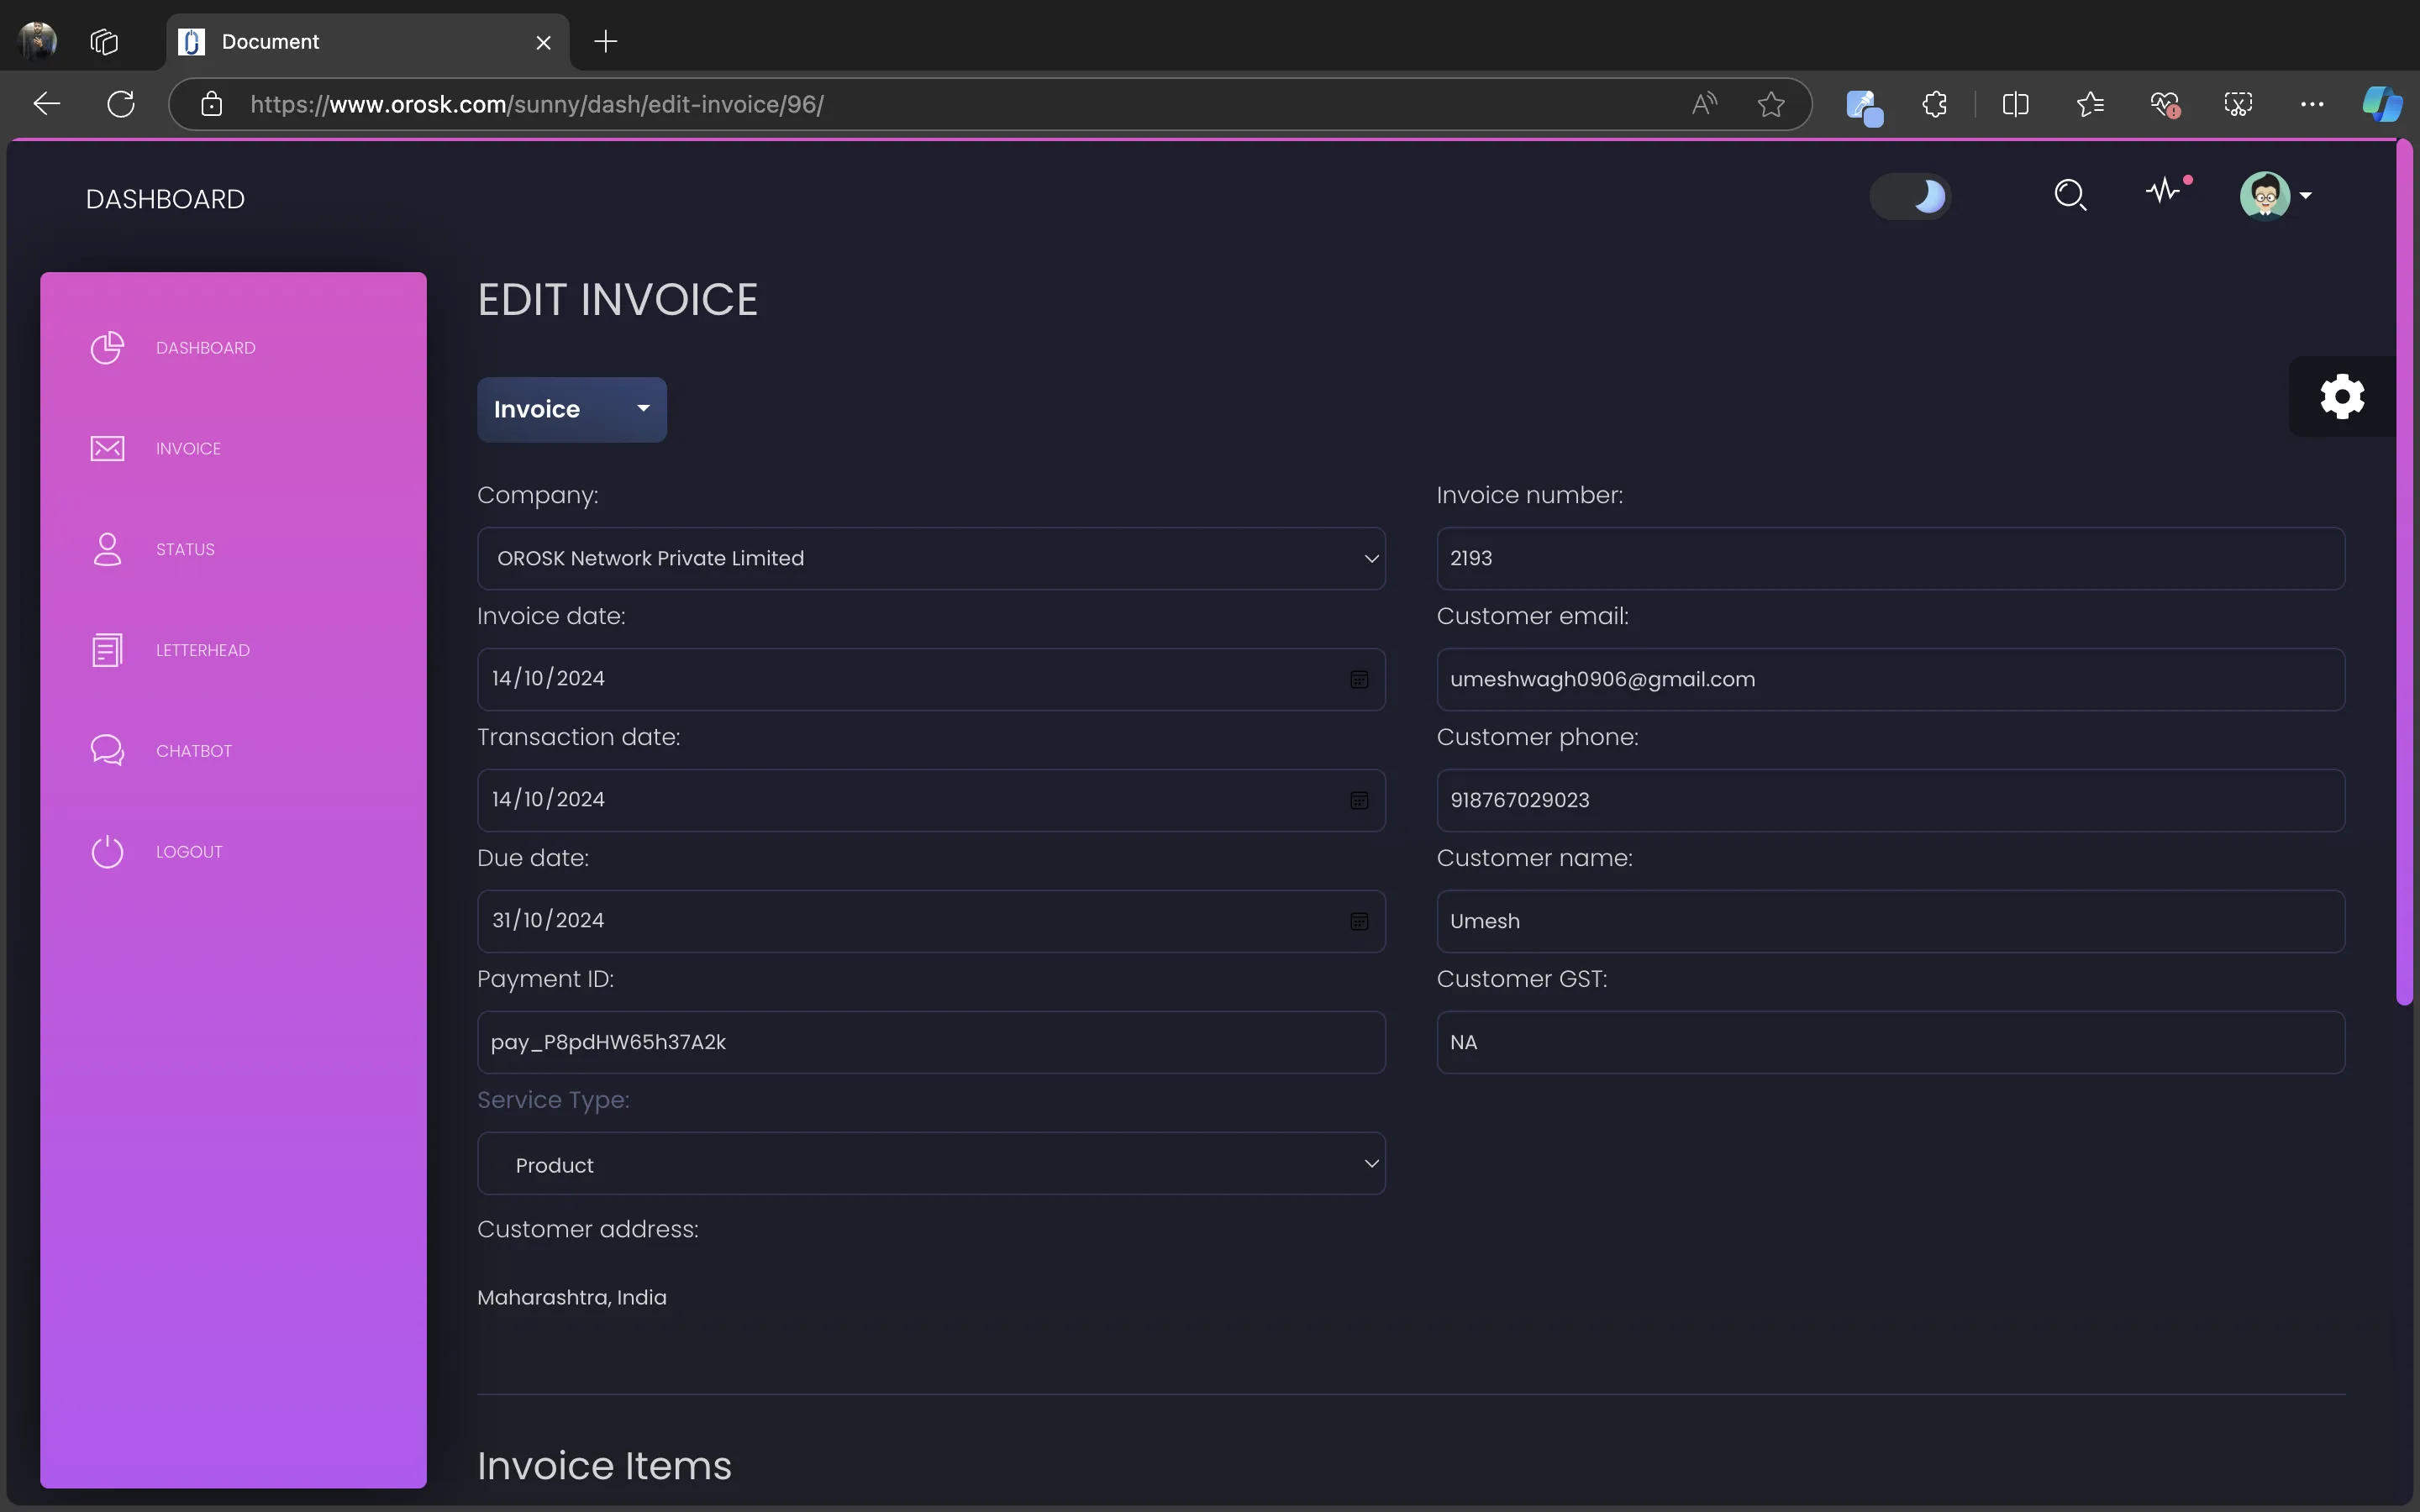 Document
https://www.orosk.com/sunny/dash/edit-invoice/96/
DASHBOARD
DASHBOARD
INVOICE
STATUS
LETTERHEAD
CHATBOT
LOGOUT
EDIT INVOICE
Invoice
Company:
OROSK Network Private Limited
Invoice number:
2193
Invoice date:
14/10/2024
Customer email:
umeshwagh0906@gmail.com
Transaction date:
14/10/2024
Customer phone:
918767029023
Due date:
31/10/2024
Customer name:
Umesh
Payment ID:
pay_P8pdHW65h37A2k
Customer GST:
NA
Service Type:
Product
Customer address:
Maharashtra, India
Invoice Items